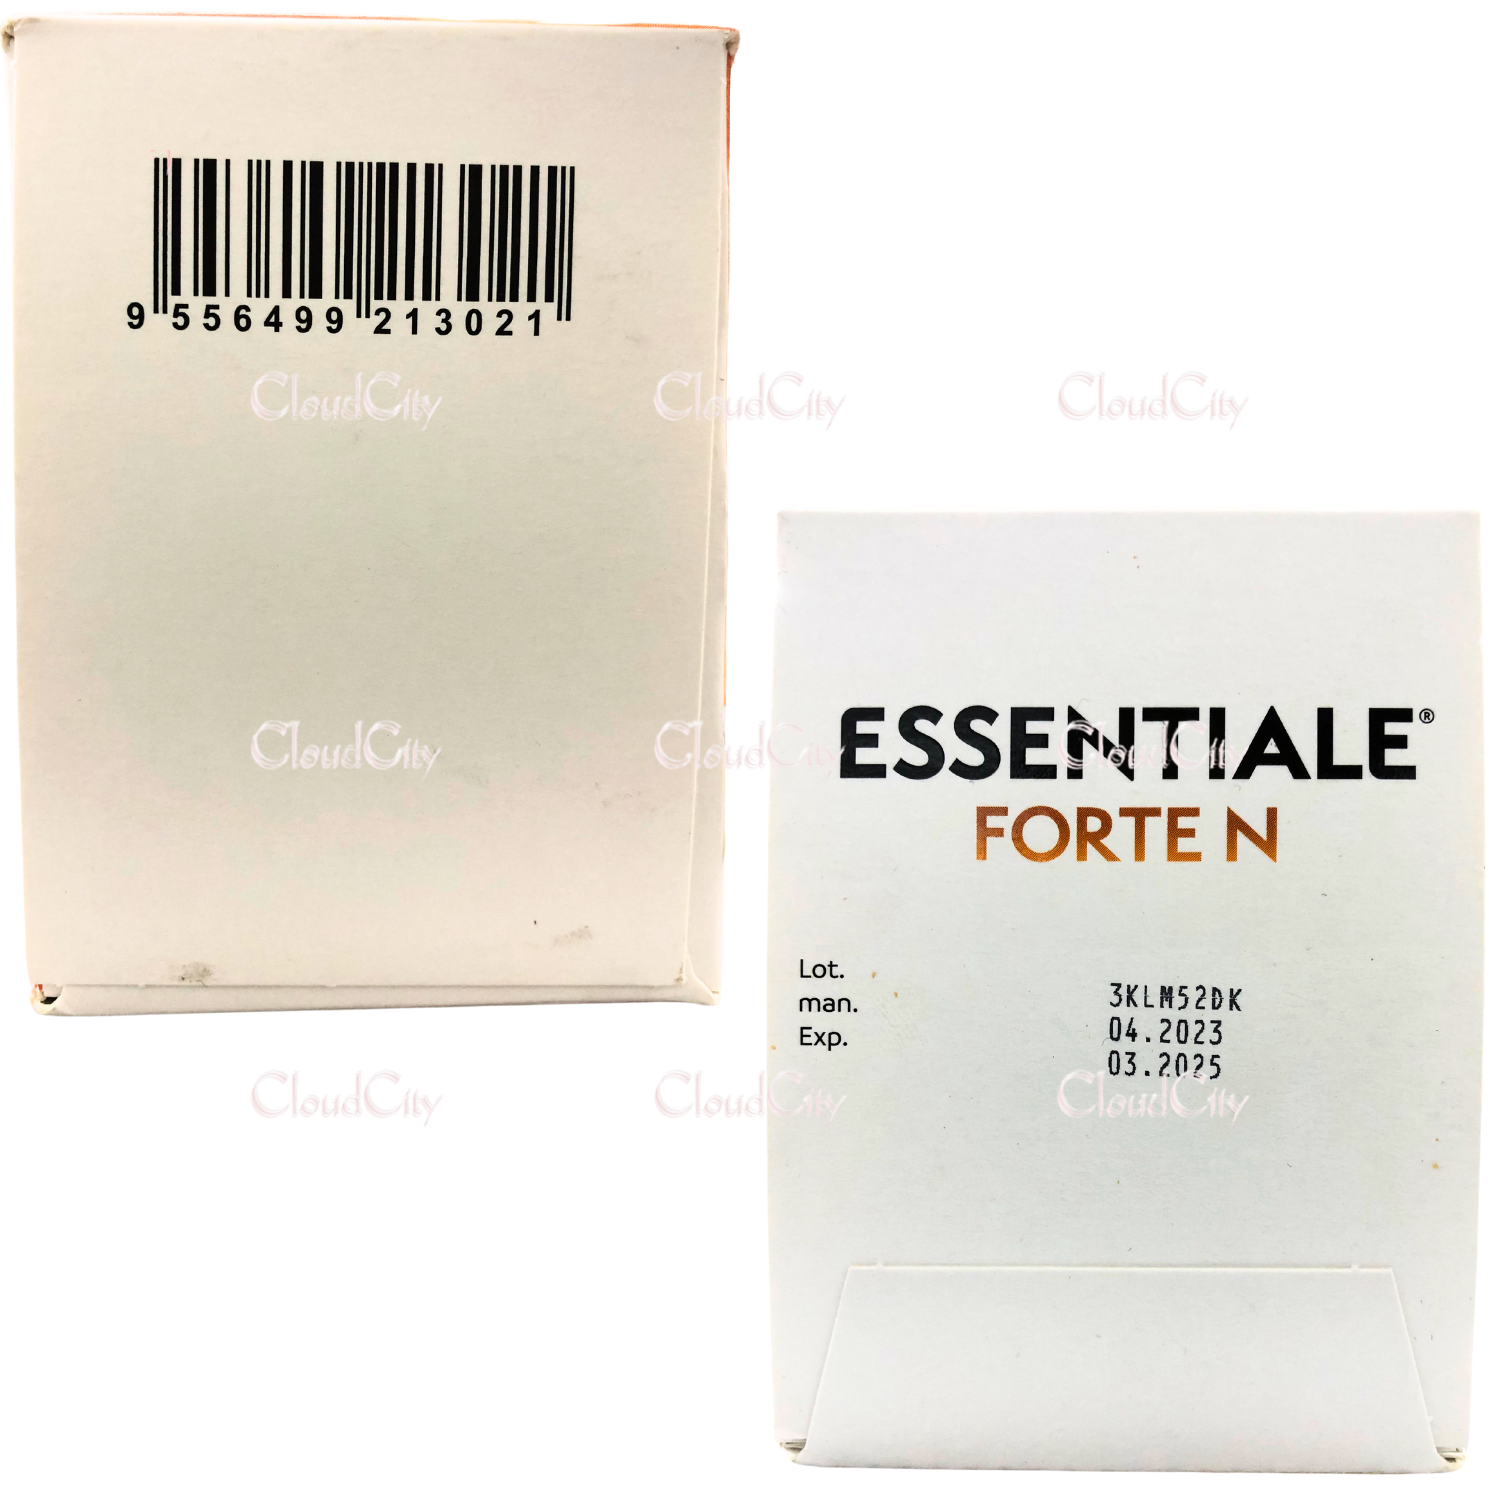 9 556499 213021
CloudCity CloudCity CloudCity
ESSENTIALE®
FORTE N
CloudCity CloudCity CloudCity
Lot. 3KLM52DK
man. 04.2023
Exp. 03.2025
CloudCity CloudCity CloudCity